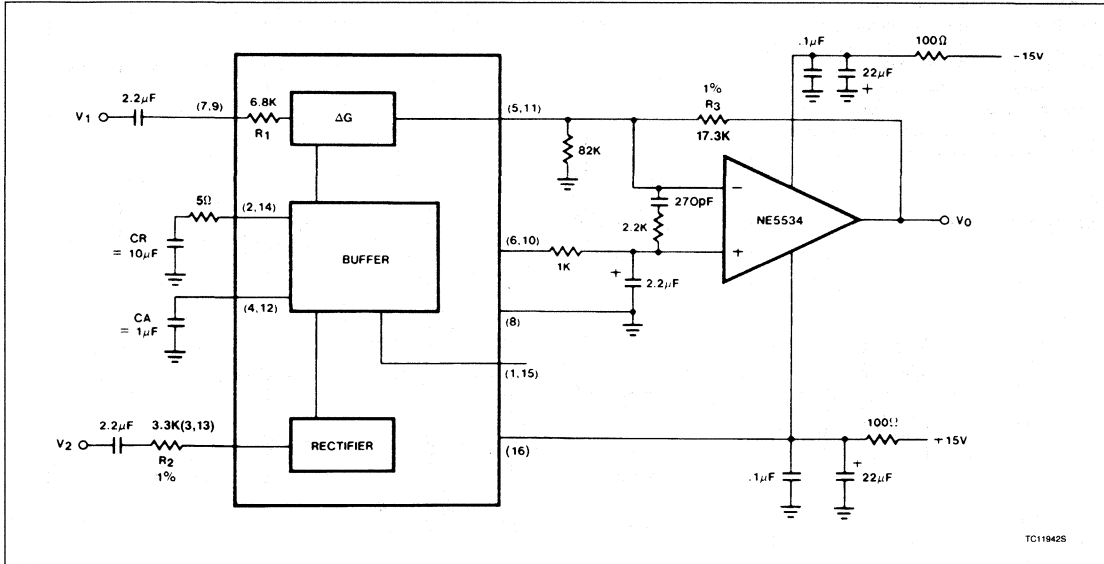 .1µF
22µF
+
100Ω
−15V
2.2µF
V1
(7,9)
6.8K
R1
ΔG
(5,11)
82K
1%
R3
17.3K
270pF
2.2K
−
+
NE5534
Vo
5Ω
(2,14)
CR
= 10µF
BUFFER
(6,10)
1K
+
2.2µF
(4,12)
CA
= 1µF
(8)
(1,15)
2.2µF
V2
3.3K(3,13)
R2
1%
RECTIFIER
(16)
100Ω
+15V
.1µF
+
22µF
TC11942S